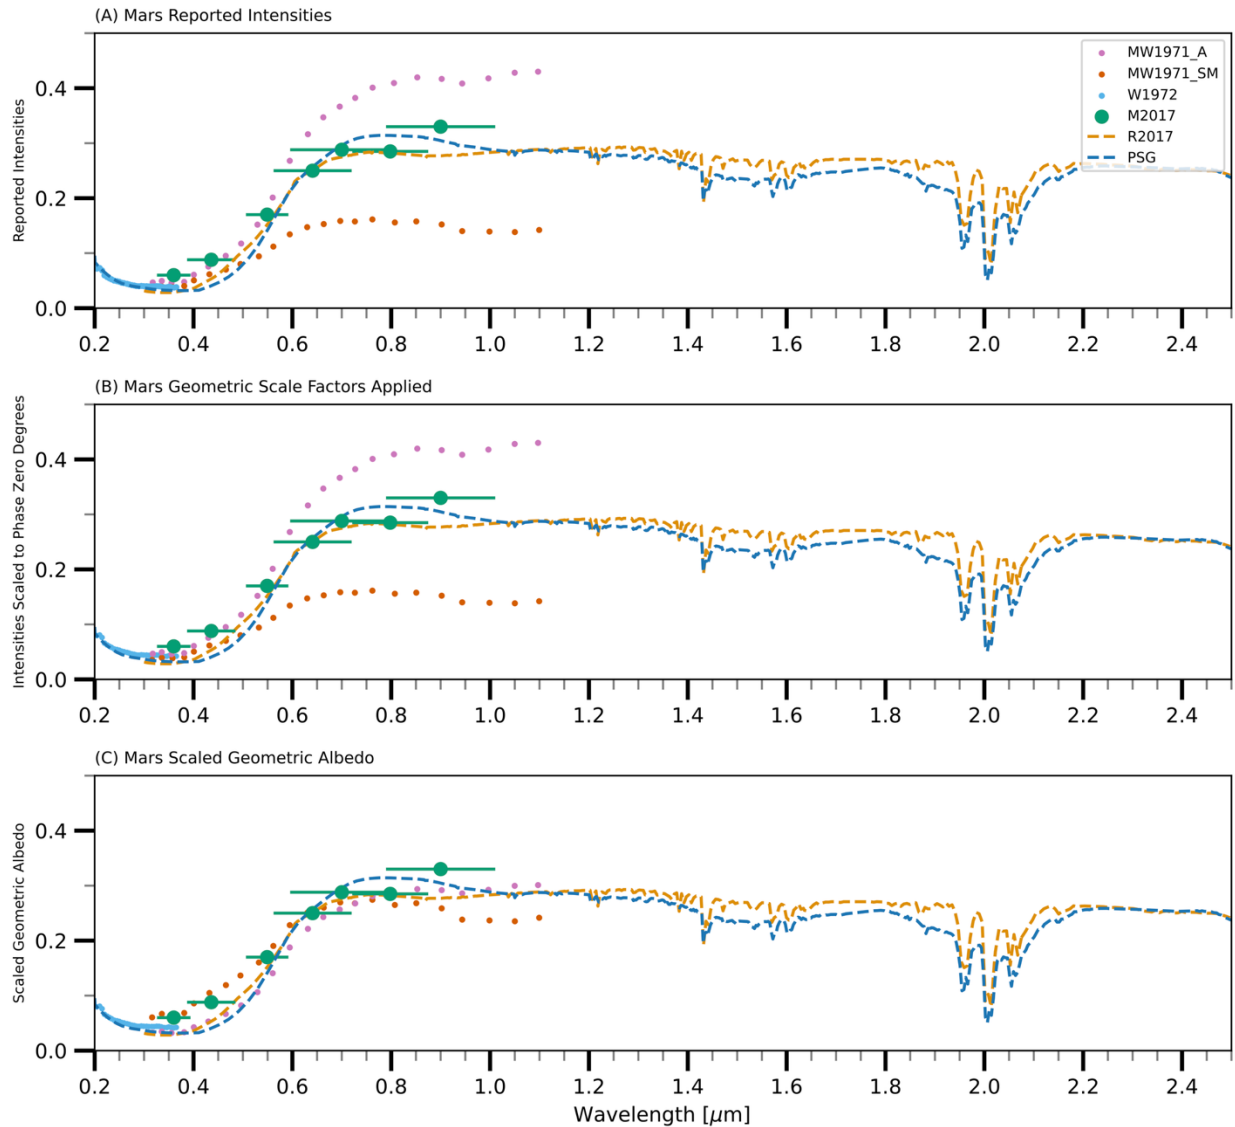 (A) Mars Reported Intensities
Reported Intensities
0.4
0.2
0.0
MW1971_A
MW1971_SM
W1972
M2017
R2017
PSG
0.2 0.4 0.6 0.8 1.0 1.2 1.4 1.6 1.8 2.0 2.2 2.4
(B) Mars Geometric Scale Factors Applied
Intensities Scaled to Phase Zero Degrees
0.4
0.2
0.0
0.2 0.4 0.6 0.8 1.0 1.2 1.4 1.6 1.8 2.0 2.2 2.4
(C) Mars Scaled Geometric Albedo
Scaled Geometric Albedo
0.4
0.2
0.0
0.2 0.4 0.6 0.8 1.0 1.2 1.4 1.6 1.8 2.0 2.2 2.4
Wavelength [μm]